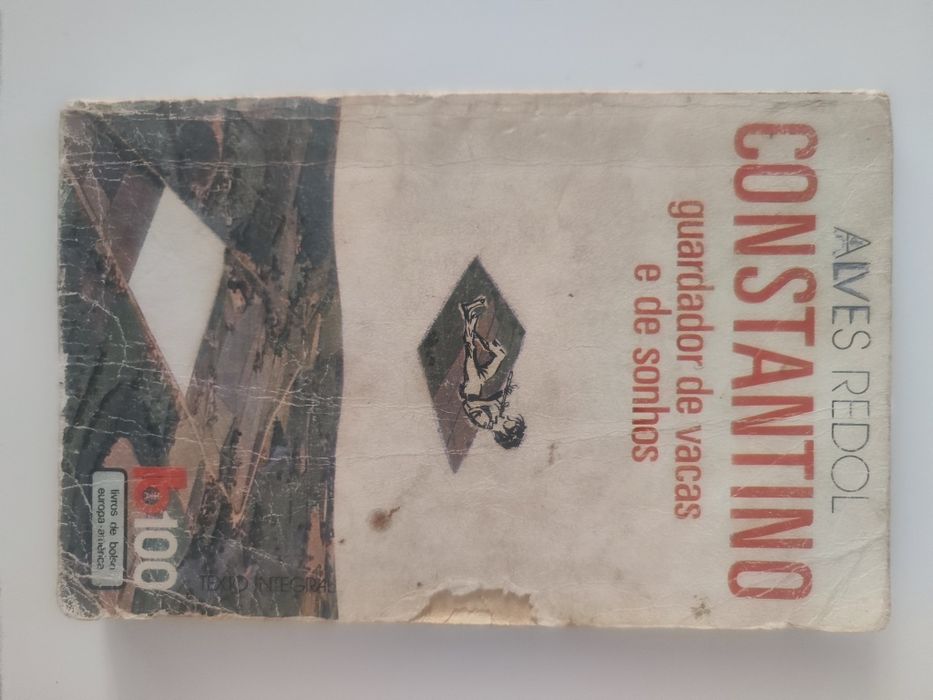 ALVES REDOL
CONSTANTINO
guardador de vacas
e de sonhos
TEXTO INTEGRAL
b 100
livros de bolso
europa-américa